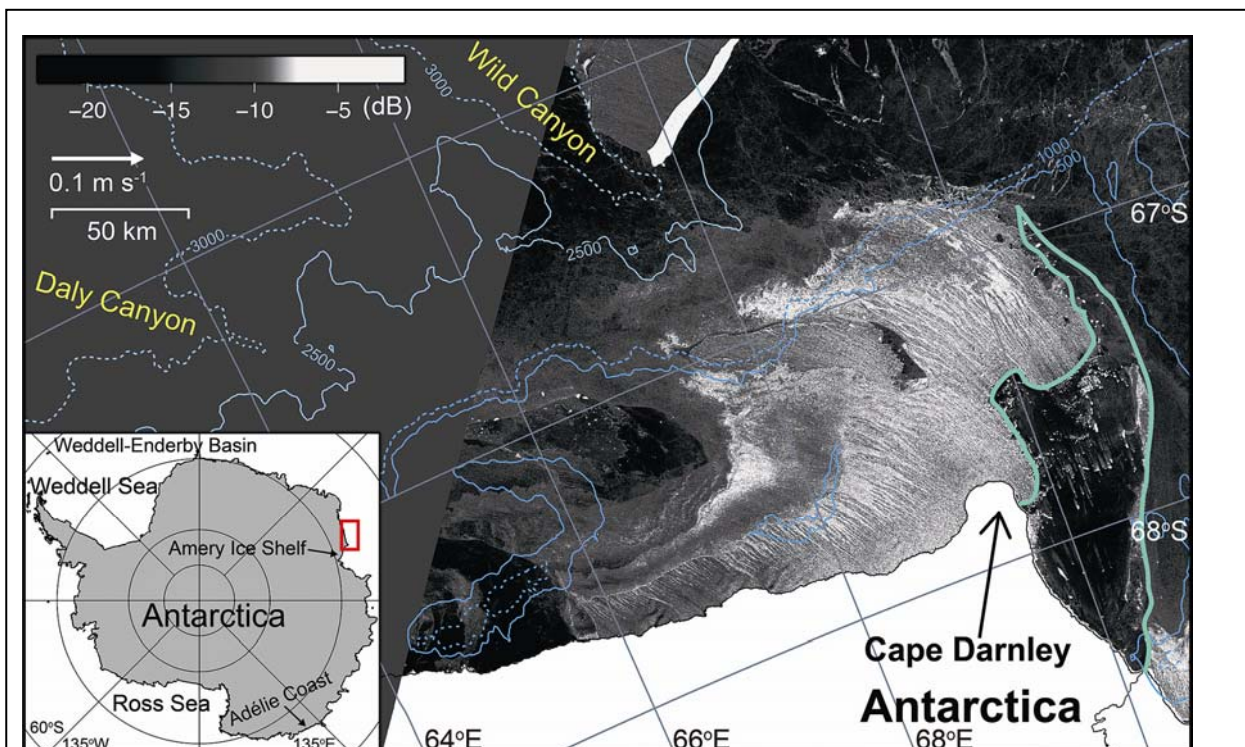 −20 −15 −10 −5 (dB)
0.1 m s⁻¹
50 km
Wild Canyon
Daly Canyon
3000
3000
2500
2500
1000
500
67°S
68°S
Cape Darnley
Antarctica
64°E
66°E
68°E
Weddell-Enderby Basin
Weddell Sea
Amery Ice Shelf
Antarctica
Ross Sea
Adélie Coast
60°S
135°W
135°E